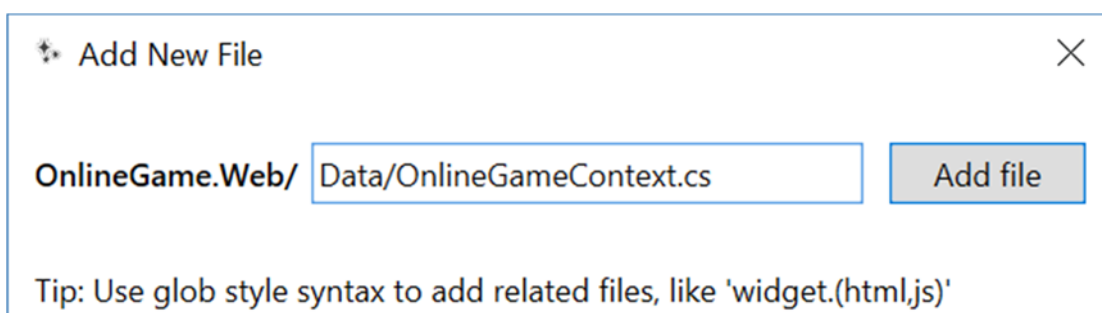 Add New File
OnlineGame.Web/ Data/OnlineGameContext.cs Add file
Tip: Use glob style syntax to add related files, like 'widget.(html,js)'